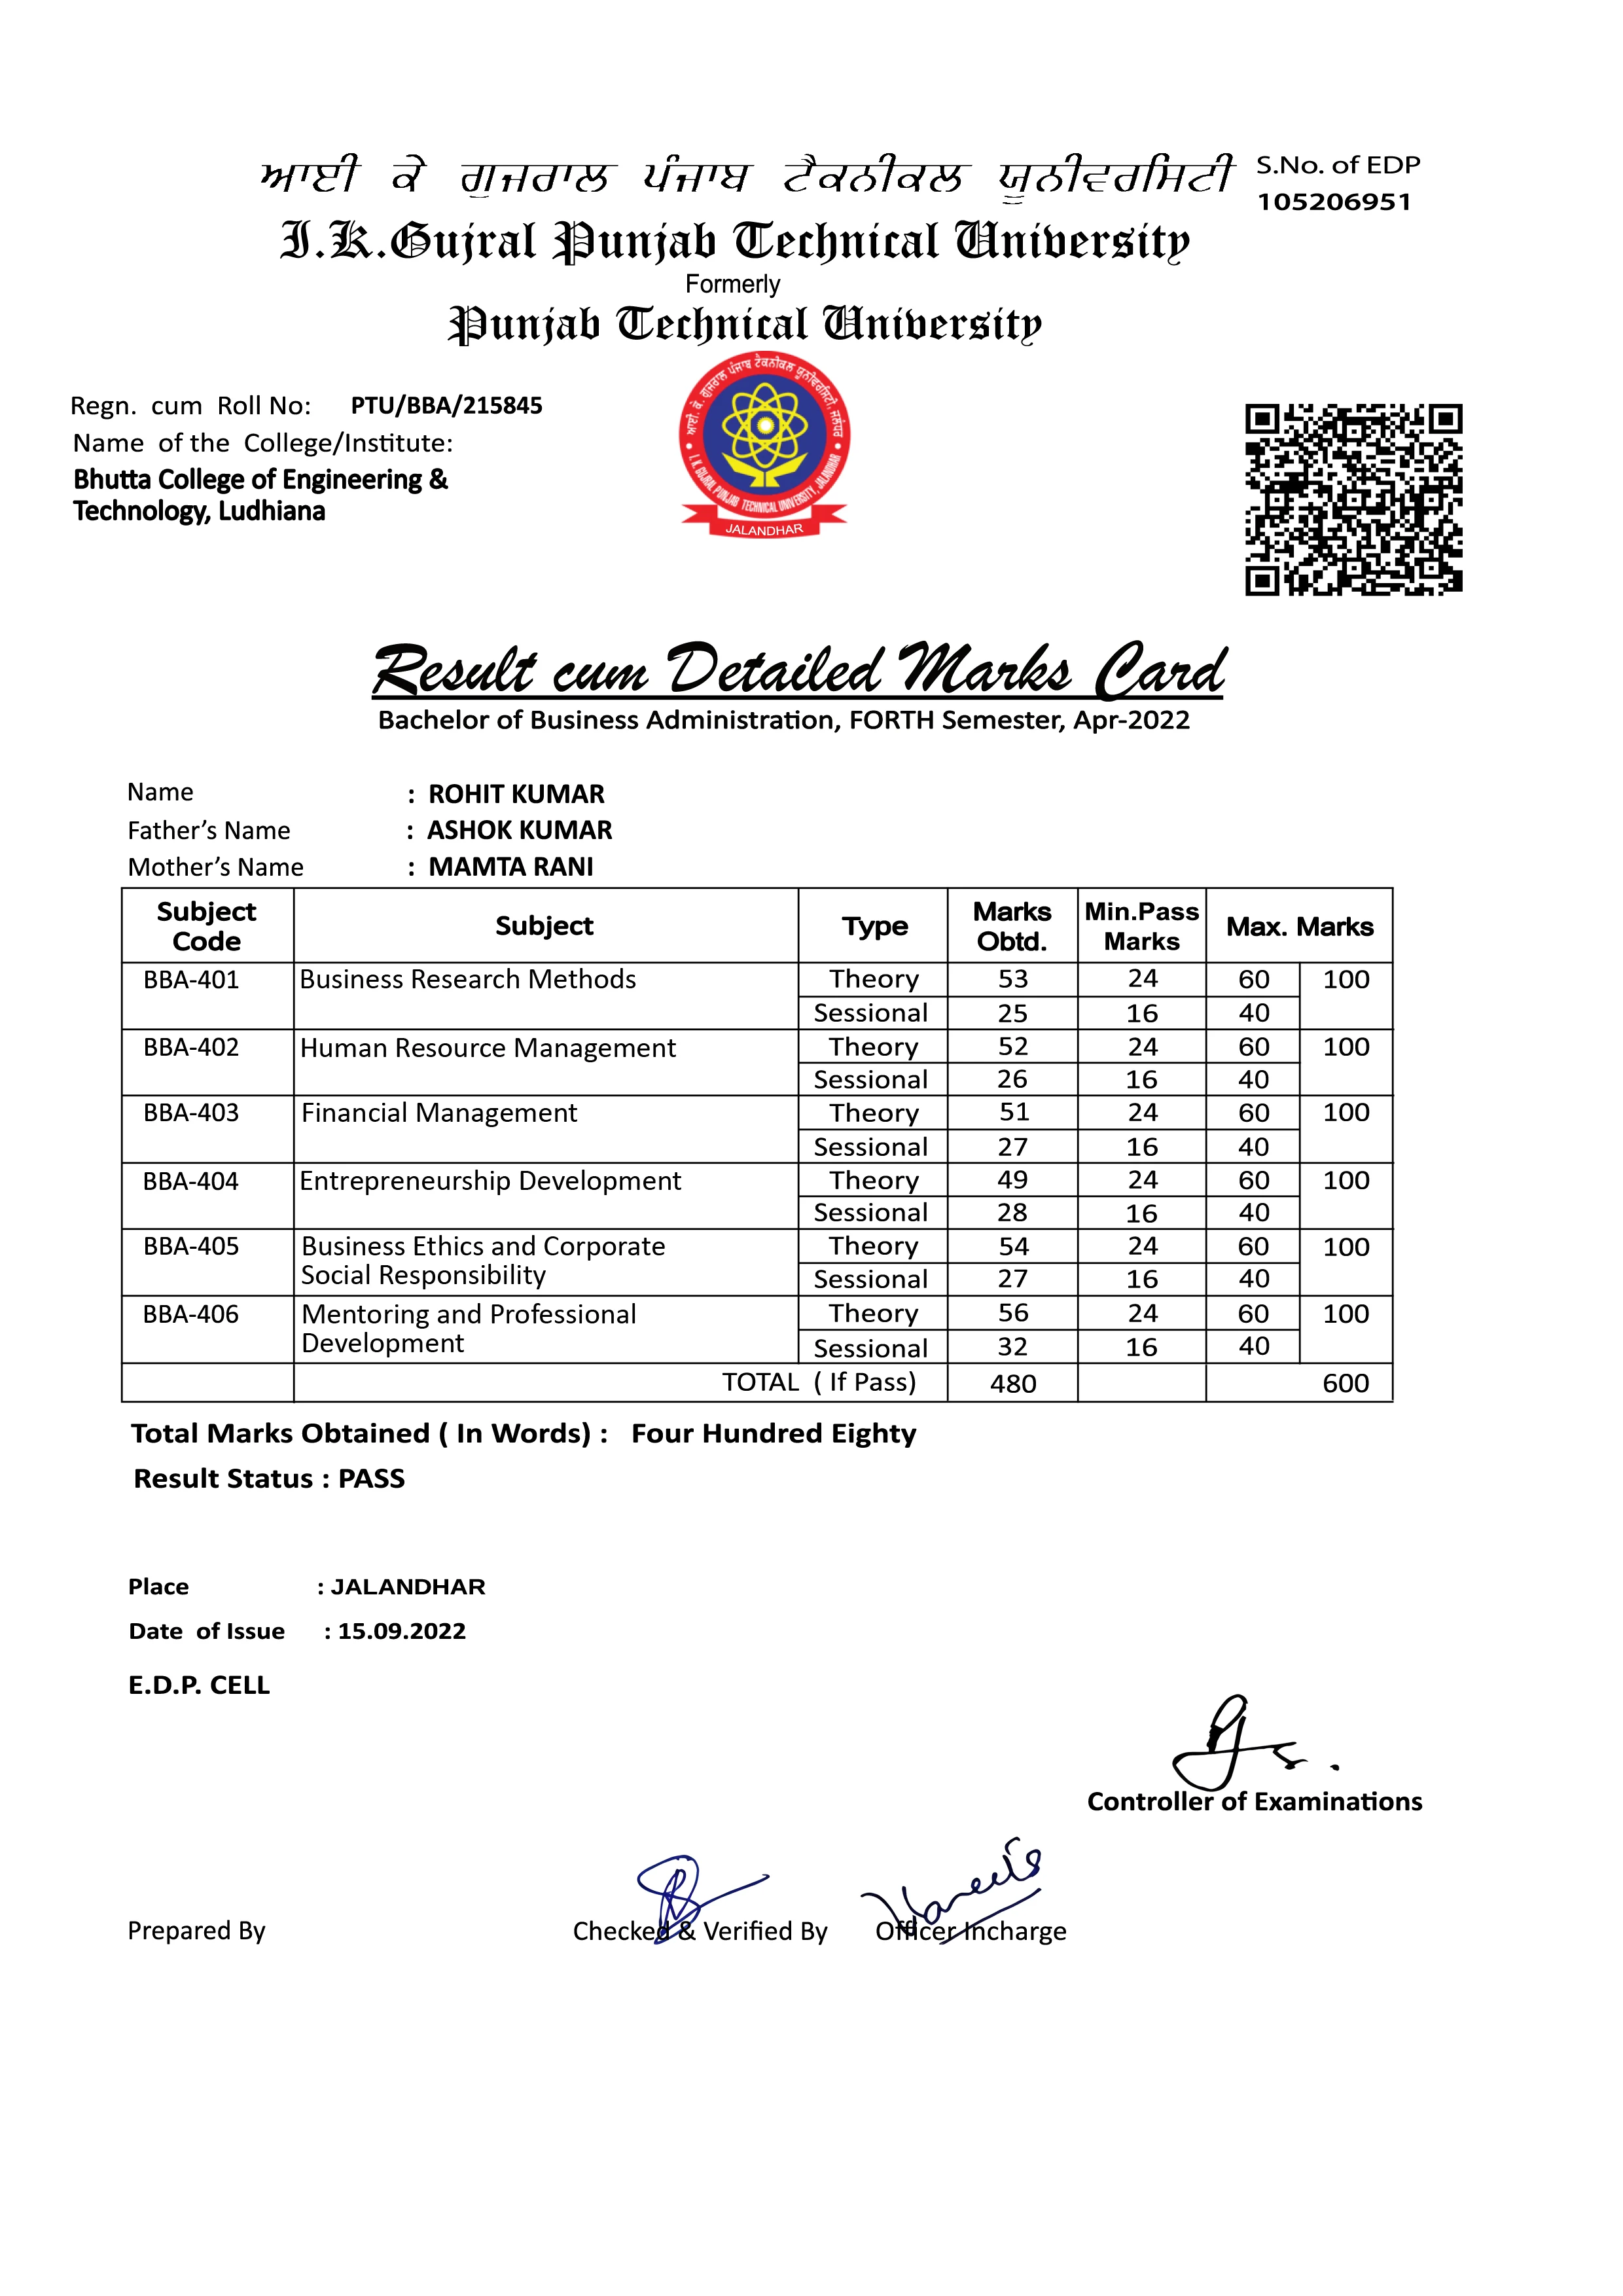 ਆਈ ਕੇ ਗੁਜਰਾਲ ਪੰਜਾਬ ਟੈਕਨੀਕਲ ਯੂਨੀਵਰਸਿਟੀ
S.No. of EDP
105206951
I.K.Gujral Punjab Technical University
Formerly
Punjab Technical University
Regn. cum Roll No: PTU/BBA/215845
Name of the College/Institute:
Bhutta College of Engineering &
Technology, Ludhiana
ਆਈ. ਕੇ. ਗੁਜਰਾਲ ਪੰਜਾਬ ਟੈਕਨੀਕਲ ਯੂਨੀਵਰਸਿਟੀ, ਜਲੰਧਰ
I. K. GUJRAL PUNJAB TECHNICAL UNIVERSITY, JALANDHAR
JALANDHAR
Result cum Detailed Marks Card
Bachelor of Business Administration, FORTH Semester, Apr-2022
Name : ROHIT KUMAR
Father’s Name : ASHOK KUMAR
Mother’s Name : MAMTA RANI
Subject Code Subject Type Marks Obtd. Min.Pass Marks Max. Marks
BBA-401 Business Research Methods Theory 53 24 60 100
Sessional 25 16 40
BBA-402 Human Resource Management Theory 52 24 60 100
Sessional 26 16 40
BBA-403 Financial Management Theory 51 24 60 100
Sessional 27 16 40
BBA-404 Entrepreneurship Development Theory 49 24 60 100
Sessional 28 16 40
BBA-405 Business Ethics and Corporate Theory 54 24 60 100
Social Responsibility Sessional 27 16 40
BBA-406 Mentoring and Professional Theory 56 24 60 100
Development Sessional 32 16 40
TOTAL ( If Pass) 480 600
Total Marks Obtained ( In Words) : Four Hundred Eighty
Result Status : PASS
Place : JALANDHAR
Date of Issue : 15.09.2022
E.D.P. CELL
Controller of Examinations
Prepared By Checked & Verified By Officer Incharge